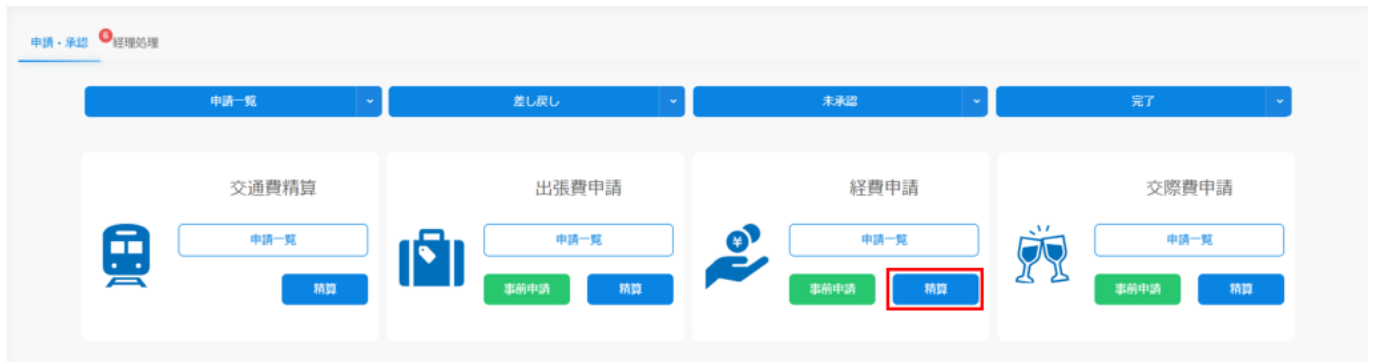 申請・承認 6 経理処理
申請一覧 差し戻し 未承認 完了
交通費精算
申請一覧
精算
出張費申請
申請一覧
事前申請 精算
経費申請
¥
申請一覧
事前申請 精算
交際費申請
申請一覧
事前申請 精算